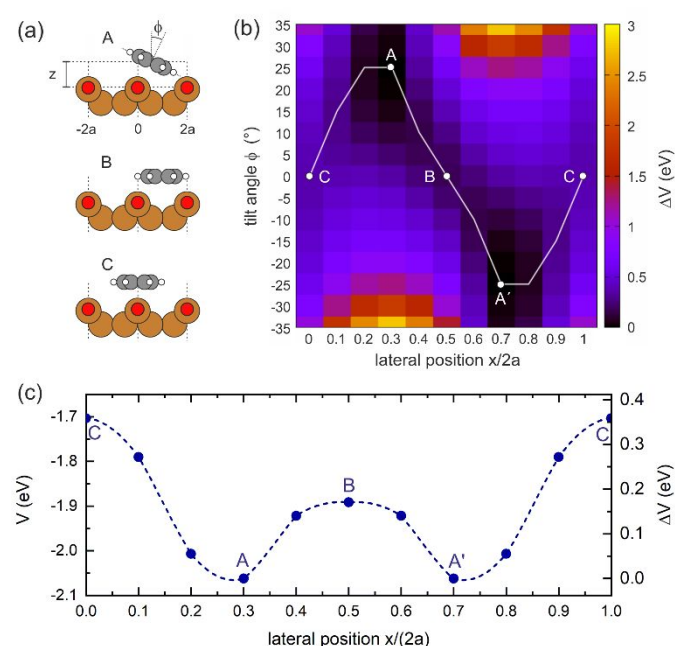 (a)
A
ϕ
z
-2a 0 2a
B
C
(b)
tilt angle ϕ (°)
35
30
25
20
15
10
5
0
-5
-10
-15
-20
-25
-30
-35
A
C
B
C
A´
0 0.1 0.2 0.3 0.4 0.5 0.6 0.7 0.8 0.9 1
lateral position x/2a
3
2.5
2
1.5
1
0.5
0
ΔV (eV)
(c)
V (eV)
-1.7
-1.8
-1.9
-2.0
-2.1
C
A
B
A'
C
0.4
0.3
0.2
0.1
0.0
ΔV (eV)
0.0 0.1 0.2 0.3 0.4 0.5 0.6 0.7 0.8 0.9 1.0
lateral position x/(2a)